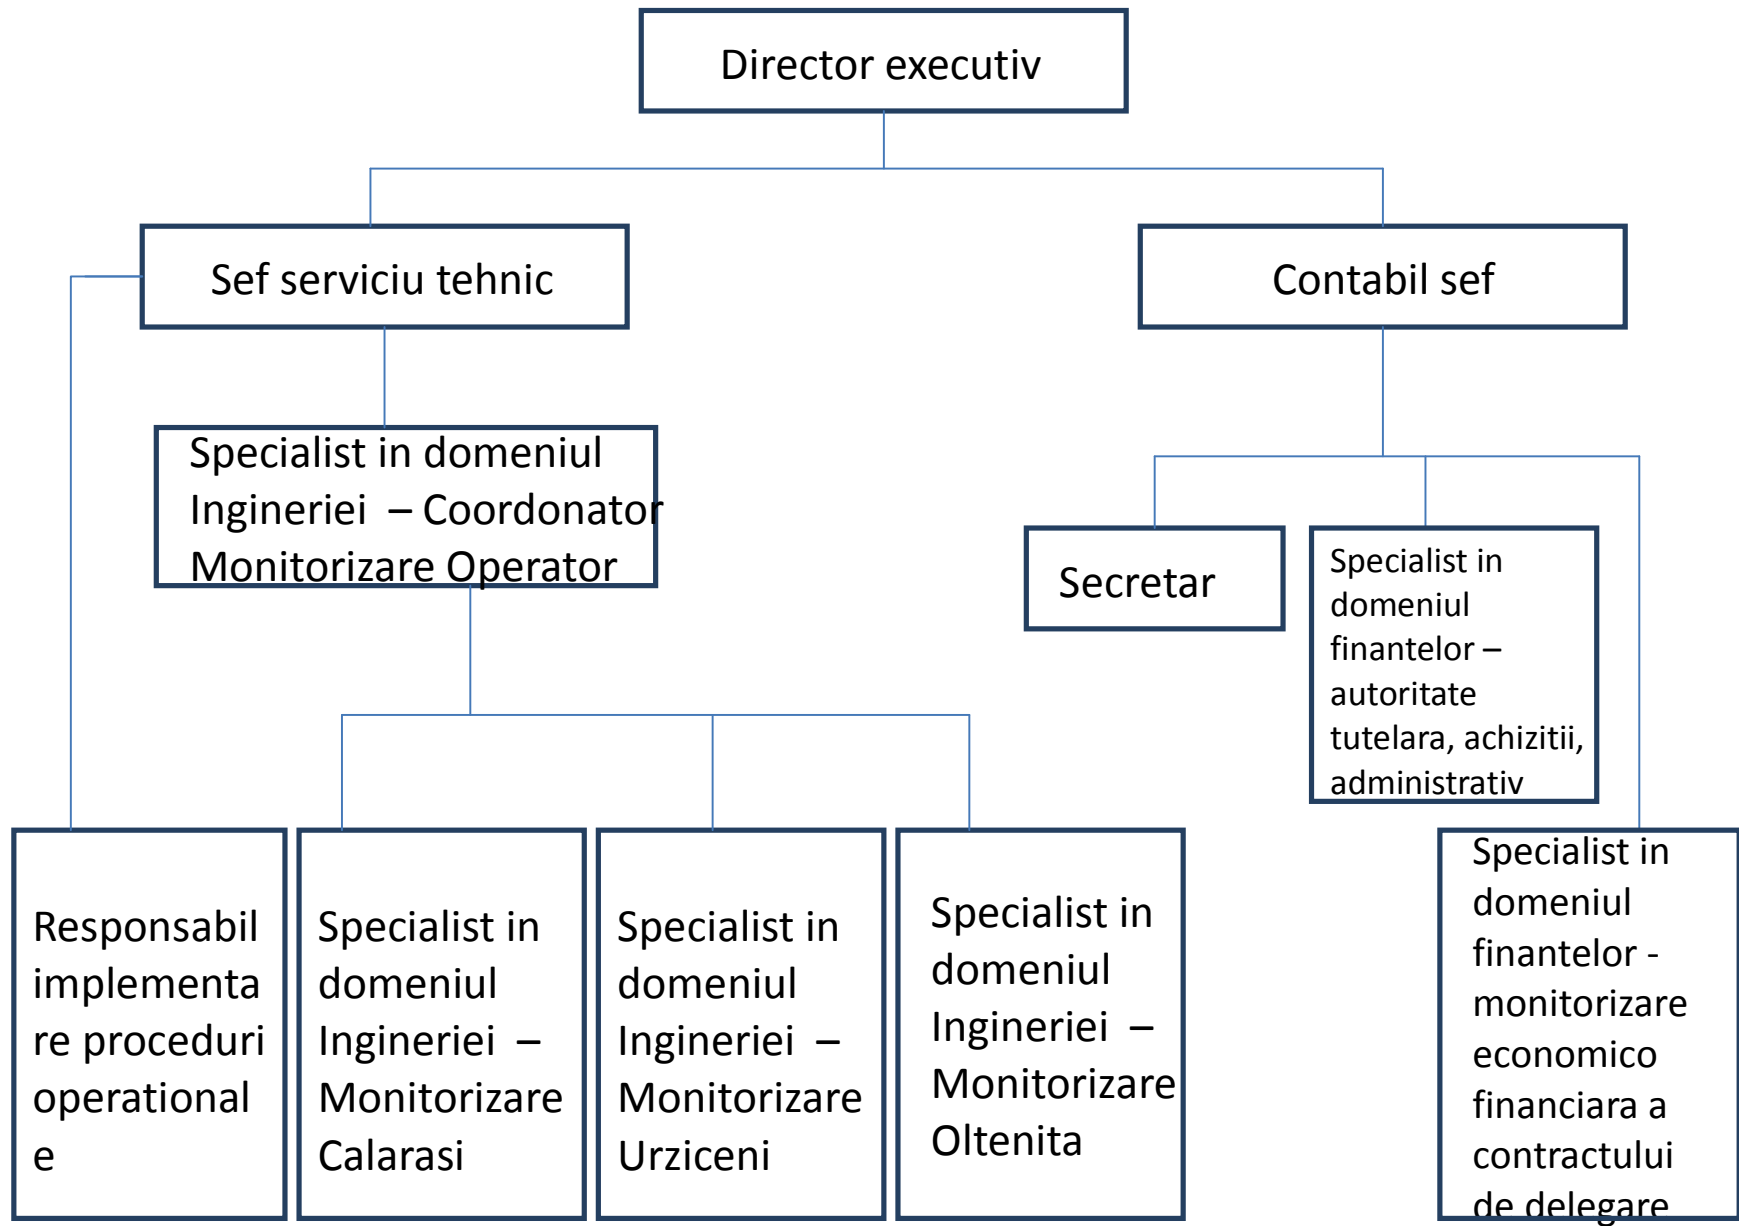 Director executiv
Sef serviciu tehnic
Contabil sef
Specialist in domeniul
Ingineriei – Coordonator
Monitorizare Operator
Secretar
Specialist in
domeniul
finantelor –
autoritate
tutelara, achizitii,
administrativ
Responsabil
implementa
re proceduri
operational
e
Specialist in
domeniul
Ingineriei –
Monitorizare
Calarasi
Specialist in
domeniul
Ingineriei –
Monitorizare
Urziceni
Specialist in
domeniul
Ingineriei –
Monitorizare
Oltenita
Specialist in
domeniul
finantelor -
monitorizare
economico
financiara a
contractului
de delegare